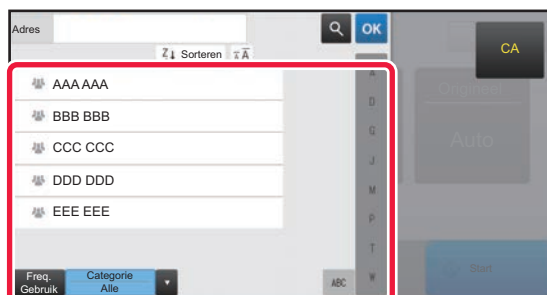 Adres
OK
CA
Sorteren
AAA AAA
BBB BBB
CCC CCC
DDD DDD
EEE EEE
A
D
G
J
M
P
T
W
Origineel
Auto
Freq.
Gebruik
Categorie
Alle
ABC
Start